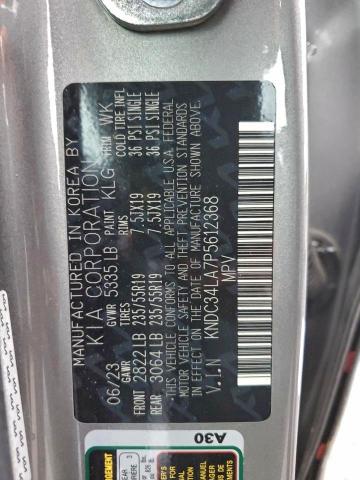 MANUFACTURED IN KOREA BY
KIA CORPORATION
06/23 GVWR 5335 LB PAINT KLG TRIM WK
GAWR TIRES RIMS COLD TIRE INFL
FRONT 2822 LB 235/55R19 7.5JX19 36 PSI SINGLE
REAR 3064 LB 235/55R19 7.5JX19 36 PSI SINGLE
THIS VEHICLE CONFORMS TO ALL APPLICABLE U.S.A. FEDERAL
MOTOR VEHICLE SAFETY AND THEFT PREVENTION STANDARDS
IN EFFECT ON THE DATE OF MANUFACTURE SHOWN ABOVE.
V.I.N KNDC34LA7P5612368
MPV
A30
REAR 3